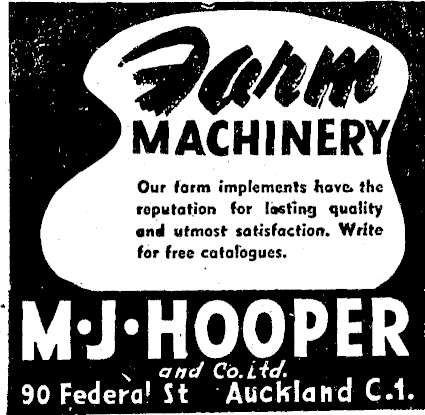 Farm
MACHINERY
Our farm implements have the
reputation for lasting quality
and utmost satisfaction. Write
for free catalogues.
M·J·HOOPER
and Co. Ltd.
90 Federal St Auckland C.1.